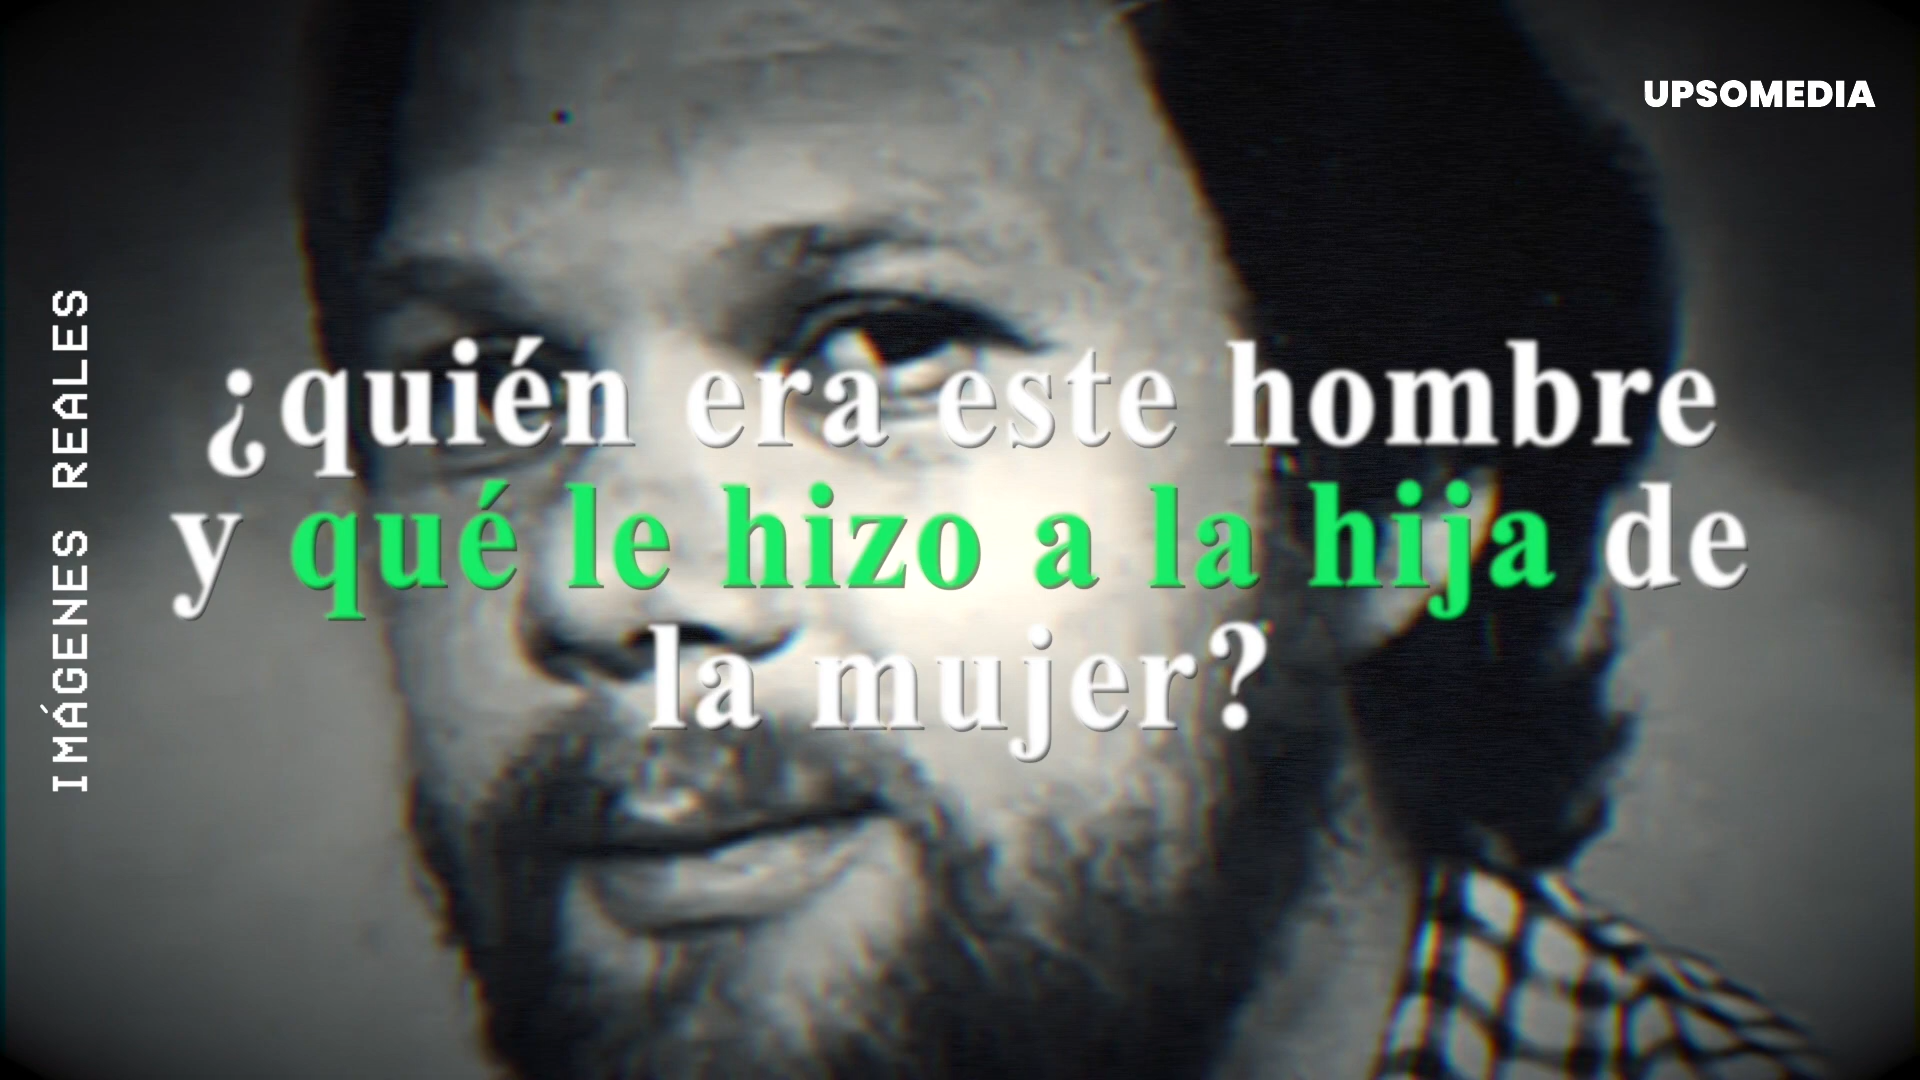 UPSOMEDIA
IMÁGENES REALES
¿quién era este hombre
y qué le hizo a la hija de
la mujer?